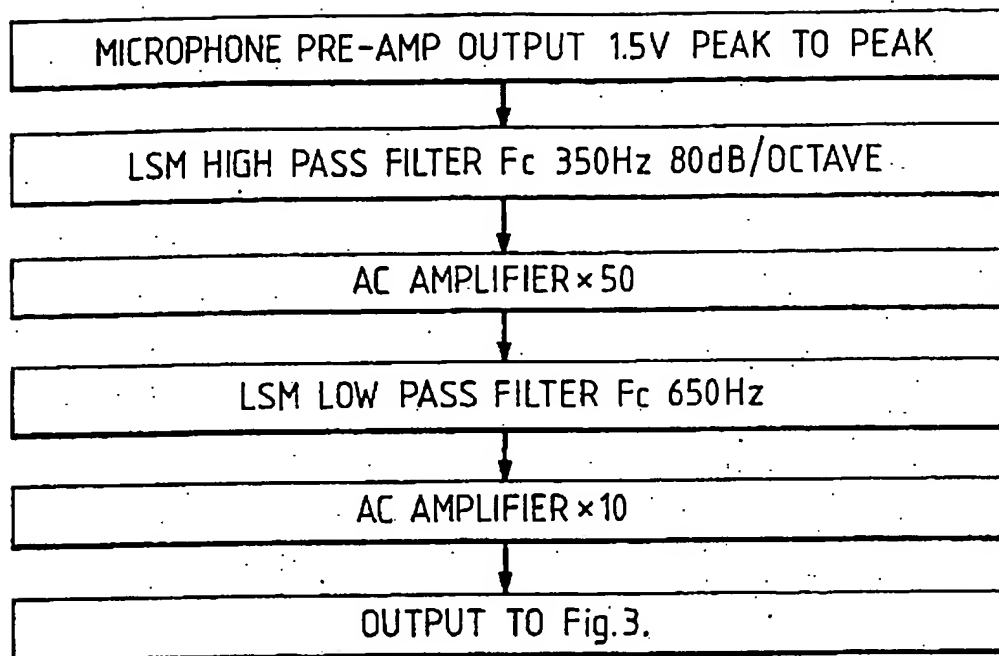 MICROPHONE PRE-AMP OUTPUT 1.5V PEAK TO PEAK
LSM HIGH PASS FILTER Fc 350Hz 80dB/OCTAVE
AC AMPLIFIER×50
LSM LOW PASS FILTER Fc 650Hz
AC AMPLIFIER×10
OUTPUT TO Fig.3.